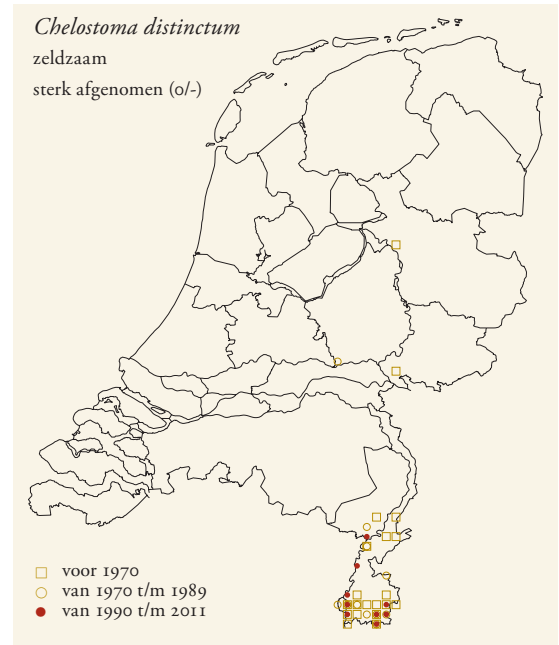 Chelostoma distinctum
zeldzaam
sterk afgenomen (0/-)
voor 1970
van 1970 t/m 1989
van 1990 t/m 2011